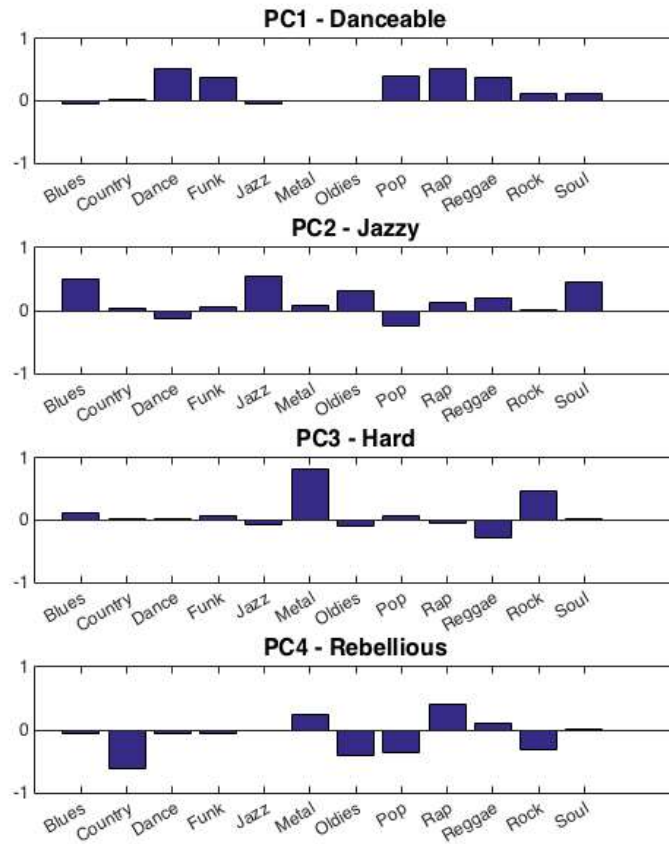 PC1 - Danceable
1
0
-1
Blues Country Dance Funk Jazz Metal Oldies Pop Rap Reggae Rock Soul
PC2 - Jazzy
1
0
-1
Blues Country Dance Funk Jazz Metal Oldies Pop Rap Reggae Rock Soul
PC3 - Hard
1
0
-1
Blues Country Dance Funk Jazz Metal Oldies Pop Rap Reggae Rock Soul
PC4 - Rebellious
1
0
-1
Blues Country Dance Funk Jazz Metal Oldies Pop Rap Reggae Rock Soul